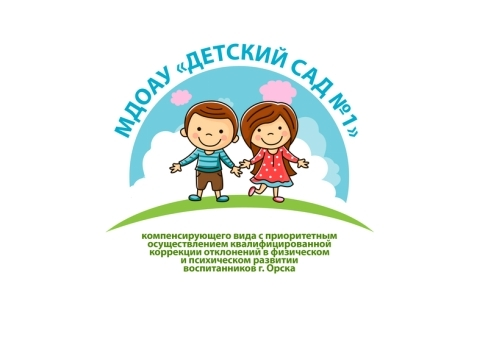 МДОАУ «ДЕТСКИЙ САД №1»
компенсирующего вида с приоритетным
осуществлением квалифицированной
коррекции отклонений в физическом
и психическом развитии
воспитанников г. Орска